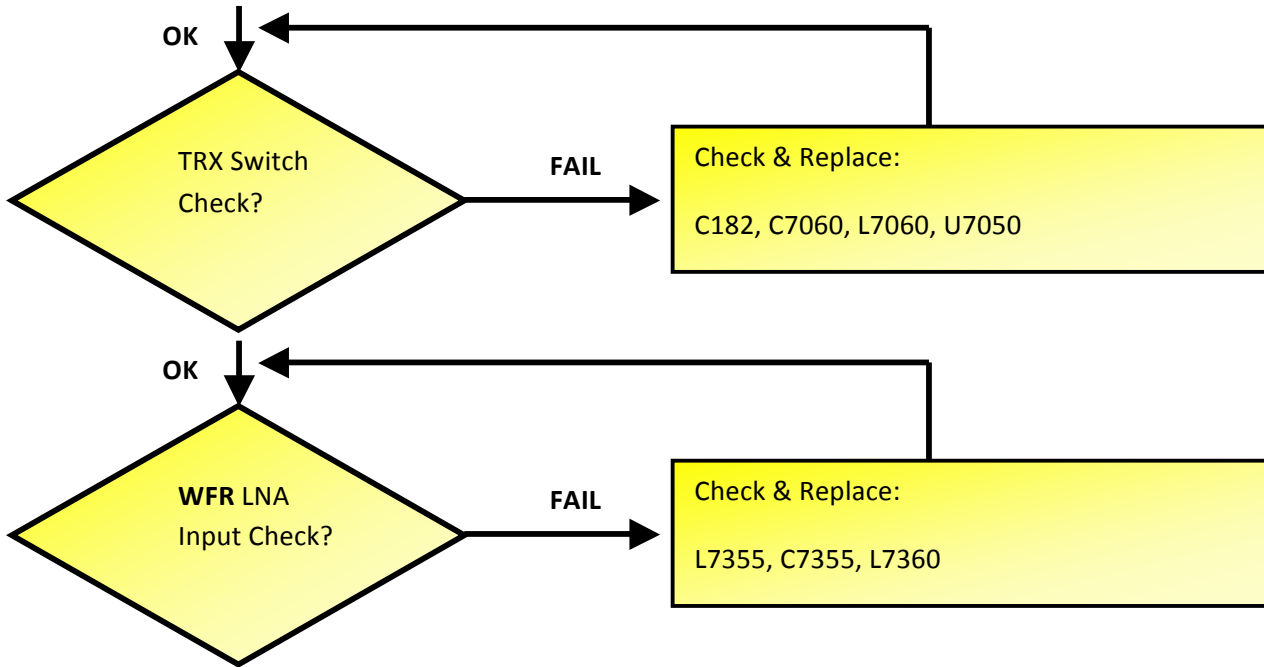 OK
TRX Switch
Check?
FAIL
Check & Replace:
C182, C7060, L7060, U7050
OK
WFR LNA
Input Check?
FAIL
Check & Replace:
L7355, C7355, L7360